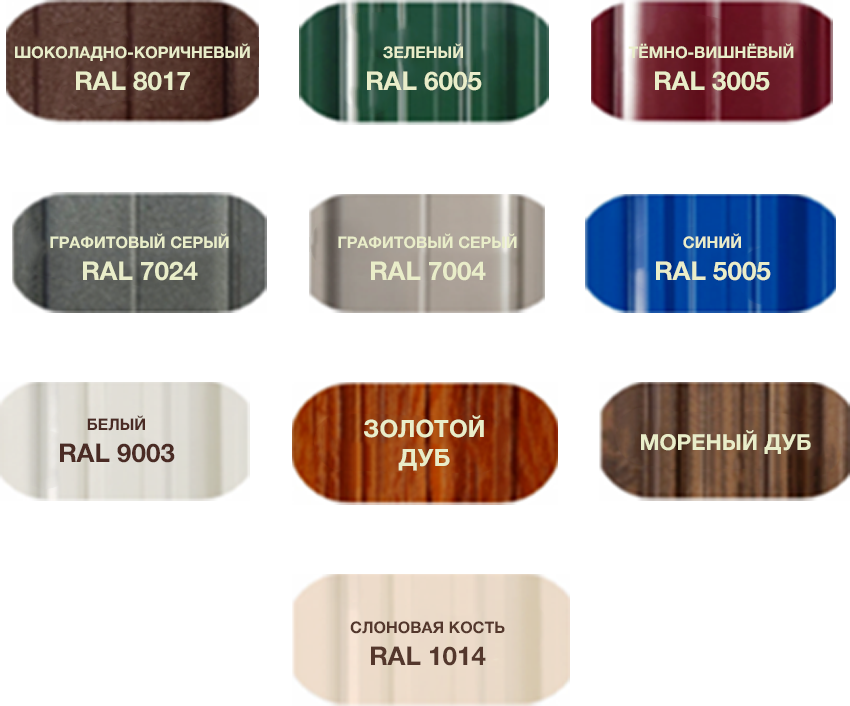 ШОКОЛАДНО-КОРИЧНЕВЫЙ
RAL 8017
ЗЕЛЕНЫЙ
RAL 6005
ТЁМНО-ВИШНЁВЫЙ
RAL 3005
ГРАФИТОВЫЙ СЕРЫЙ
RAL 7024
ГРАФИТОВЫЙ СЕРЫЙ
RAL 7004
СИНИЙ
RAL 5005
БЕЛЫЙ
RAL 9003
ЗОЛОТОЙ
ДУБ
МОРЕНЫЙ ДУБ
СЛОНОВАЯ КОСТЬ
RAL 1014